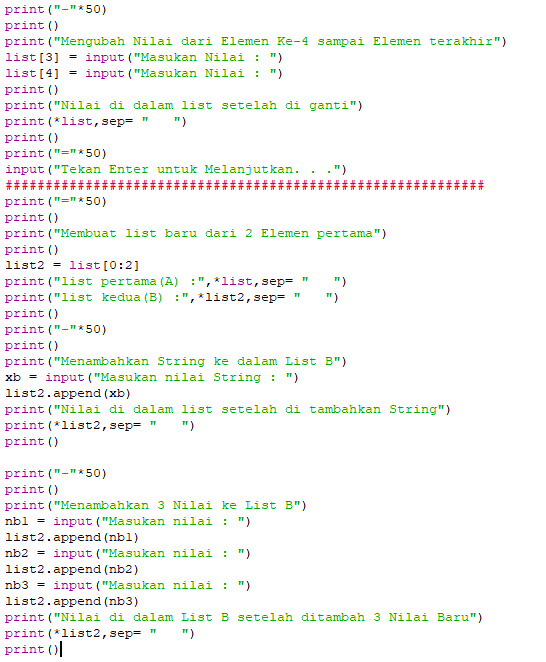 print("-"*50)
print()
print("Mengubah Nilai dari Elemen Ke-4 sampai Elemen terakhir")
list[3] = input("Masukan Nilai : ")
list[4] = input("Masukan Nilai : ")
print()
print("Nilai di dalam list setelah di ganti")
print(*list,sep= "   ")
print()
print("="*50)
input("Tekan Enter untuk Melanjutkan. . .")
############################################################
print("="*50)
print()
print("Membuat list baru dari 2 Elemen pertama")
print()
list2 = list[0:2]
print("list pertama(A) :",*list,sep= "   ")
print("list kedua(B) :",*list2,sep= "   ")
print()
print("-"*50)
print()
print("Menambahkan String ke dalam List B")
xb = input("Masukan nilai String : ")
list2.append(xb)
print("Nilai di dalam list setelah di tambahkan String")
print(*list2,sep= "   ")
print()

print("-"*50)
print()
print("Menambahkan 3 Nilai ke List B")
nb1 = input("Masukan nilai : ")
list2.append(nb1)
nb2 = input("Masukan nilai : ")
list2.append(nb2)
nb3 = input("Masukan nilai : ")
list2.append(nb3)
print("Nilai di dalam List B setelah ditambah 3 Nilai Baru")
print(*list2,sep= "   ")
print()